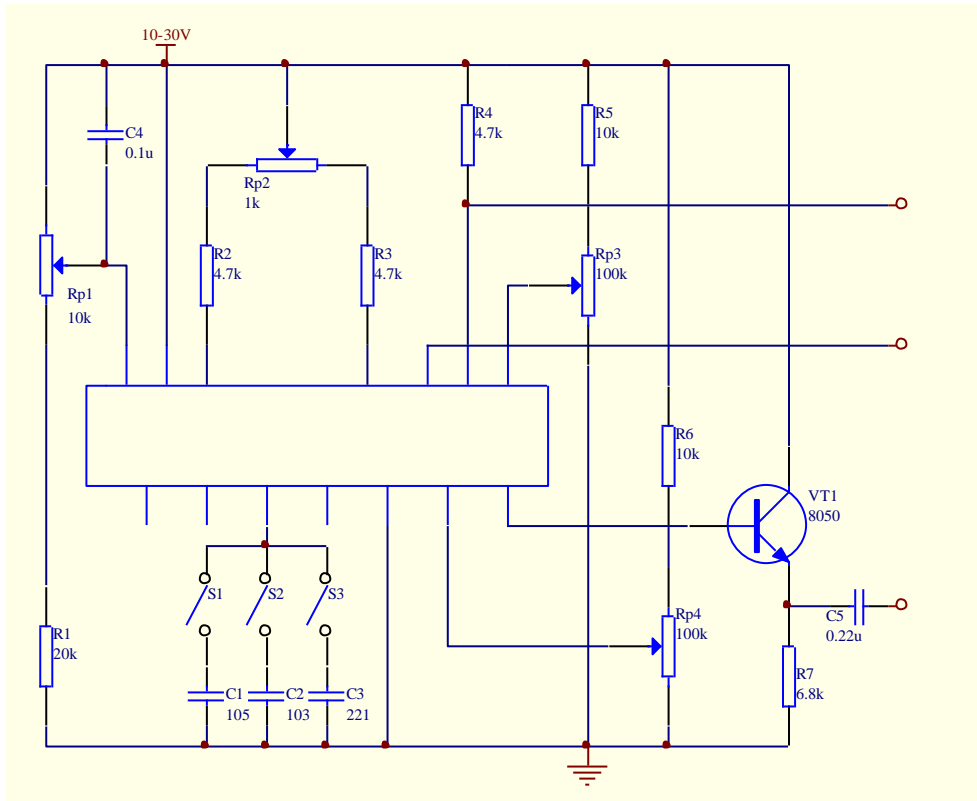 10-30V
C4
0.1u
R4
4.7k
R5
10k
Rp2
1k
R2
4.7k
R3
4.7k
Rp3
100k
Rp1
10k
R6
10k
VT1
8050
S1
S2
S3
Rp4
100k
C5
0.22u
R1
20k
R7
6.8k
C1
105
C2
103
C3
221